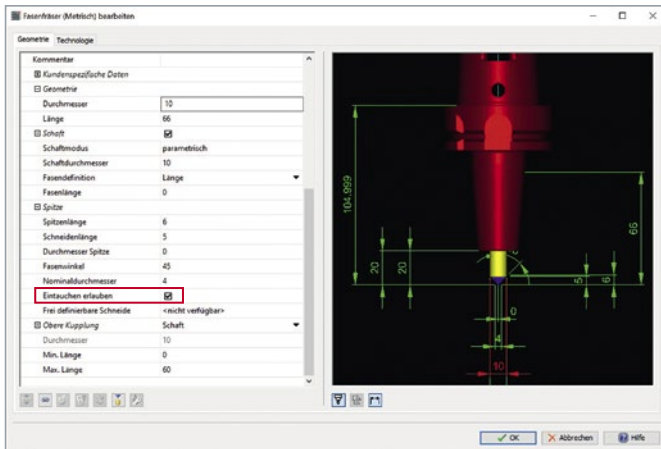 Fasenfräser (Metrisch) bearbeiten
Geometrie Technologie
Kommentar
Kundenspezifische Daten
Geometrie
Durchmesser 10
Länge 66
Schaft
Schaftmodus parametrisch
Schaftdurchmesser 10
Fasendefinition Länge
Fasenlänge 0
Spitze
Spitzenlänge 6
Schneidenlänge 5
Durchmesser Spitze 0
Fasenwinkel 45
Nominaldurchmesser 4
Eintauchen erlauben
Frei definierbare Schneide <nicht verfügbar>
Obere Kupplung Schaft
Durchmesser 10
Min. Länge 0
Max. Länge 60
104,999
66
20
20
5
6
0
4
10
OK Abbrechen Hilfe